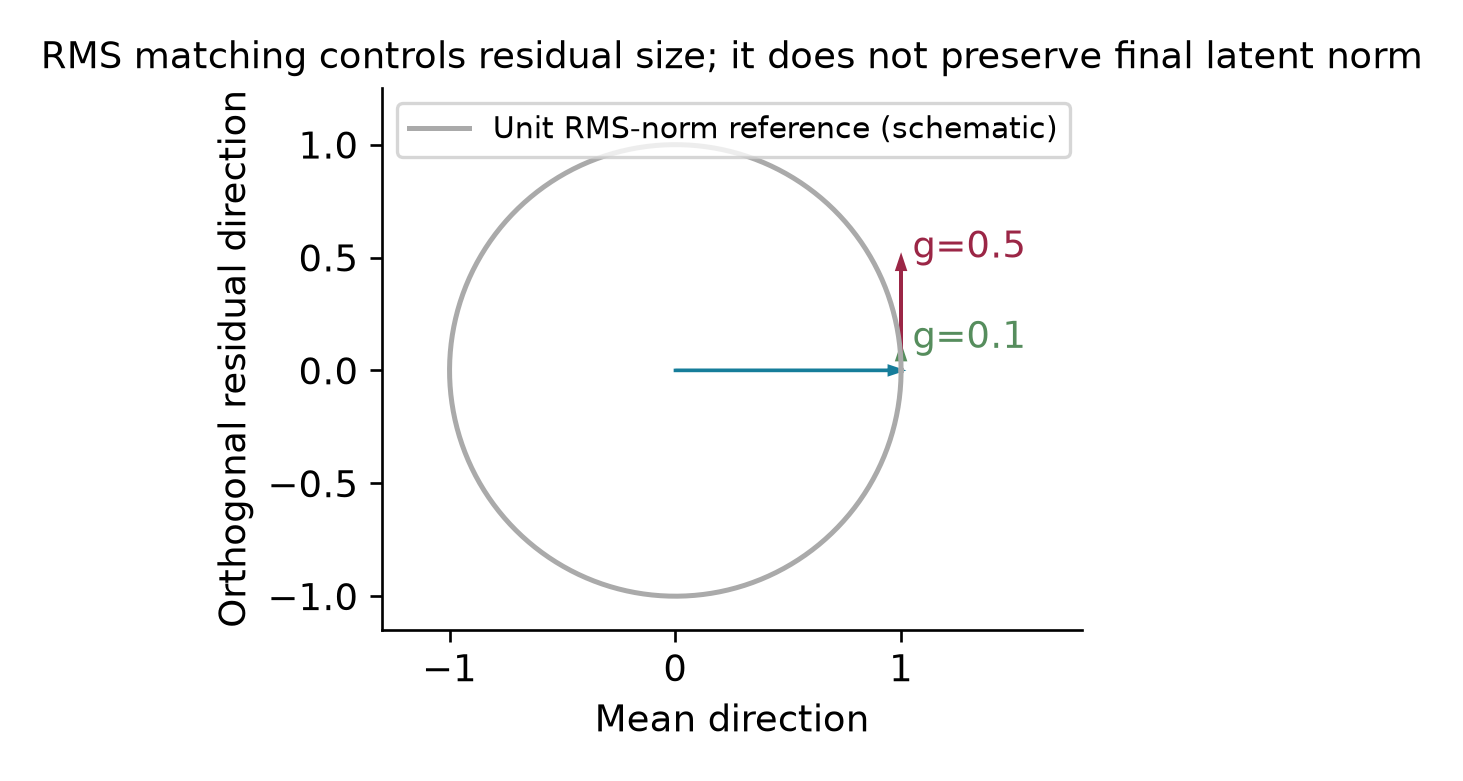 RMS matching controls residual size; it does not preserve final latent norm
Unit RMS-norm reference (schematic)
Orthogonal residual direction
1.0
0.5
0.0
−0.5
−1.0
g=0.5
g=0.1
−1
0
1
Mean direction